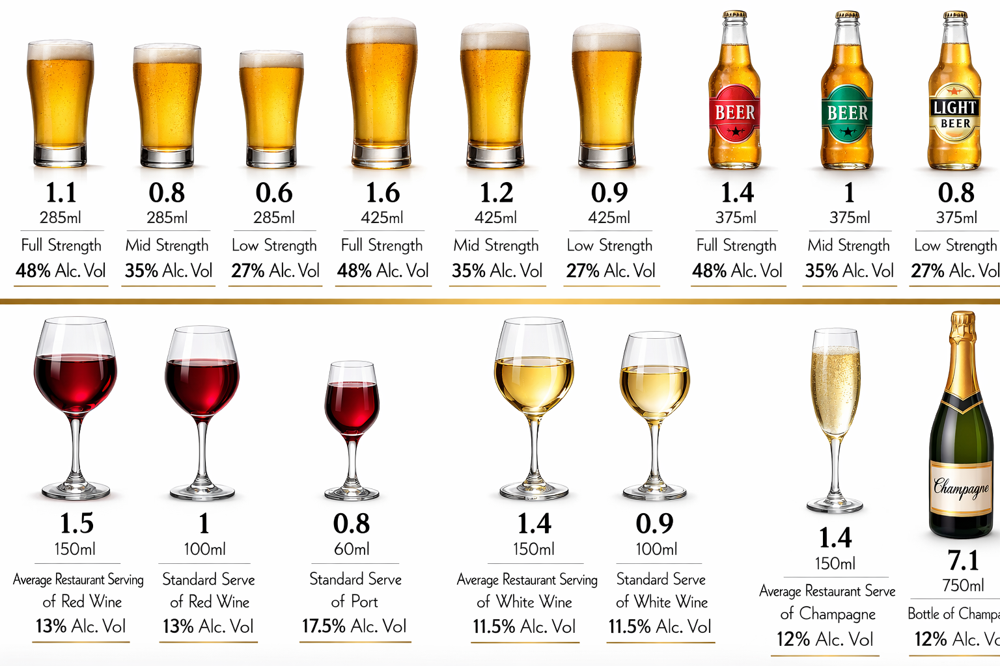 BEER
BEER
LIGHT
BEER
1.1
285ml
Full Strength
48% Alc. Vol
0.8
285ml
Mid Strength
35% Alc. Vol
0.6
285ml
Low Strength
27% Alc. Vol
1.6
425ml
Full Strength
48% Alc. Vol
1.2
425ml
Mid Strength
35% Alc. Vol
0.9
425ml
Low Strength
27% Alc. Vol
1.4
375ml
Full Strength
48% Alc. Vol
1
375ml
Mid Strength
35% Alc. Vol
0.8
375ml
Low Strength
27% Alc. Vol
Champagne
1.5
150ml
Average Restaurant Serving
of Red Wine
13% Alc. Vol
1
100ml
Standard Serve
of Red Wine
13% Alc. Vol
0.8
60ml
Standard Serve
of Port
17.5% Alc. Vol
1.4
150ml
Average Restaurant Serving
of White Wine
11.5% Alc. Vol
0.9
100ml
Standard Serve
of White Wine
11.5% Alc. Vol
1.4
150ml
Average Restaurant Serve
of Champagne
12% Alc. Vol
7.1
750ml
Bottle of Champa
12% Alc. Vo